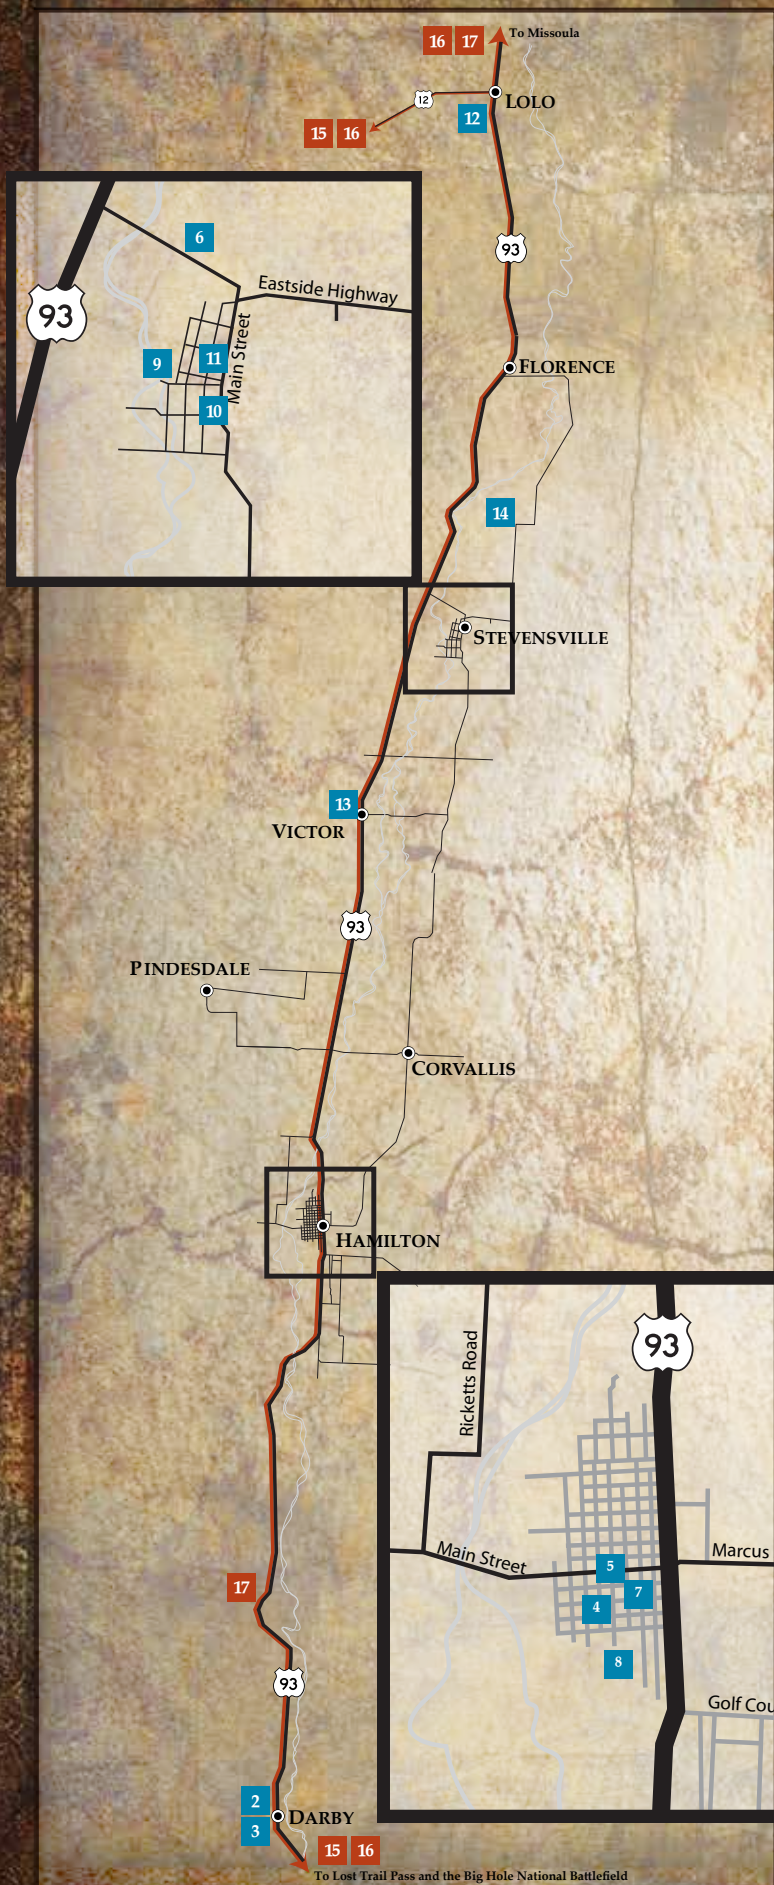 16 17 To Missoula
12
LOLO
12
15 16
93
6
Eastside Highway
93
Main Street
9
11
10
FLORENCE
14
STEVENSVILLE
13
VICTOR
93
PINDESDALE
CORVALLIS
HAMILTON
93
Ricketts Road
Main Street
Marcus
5
7
4
8
Golf Cou
17
93
2
DARBY
3
15 16
To Lost Trail Pass and the Big Hole National Battlefield